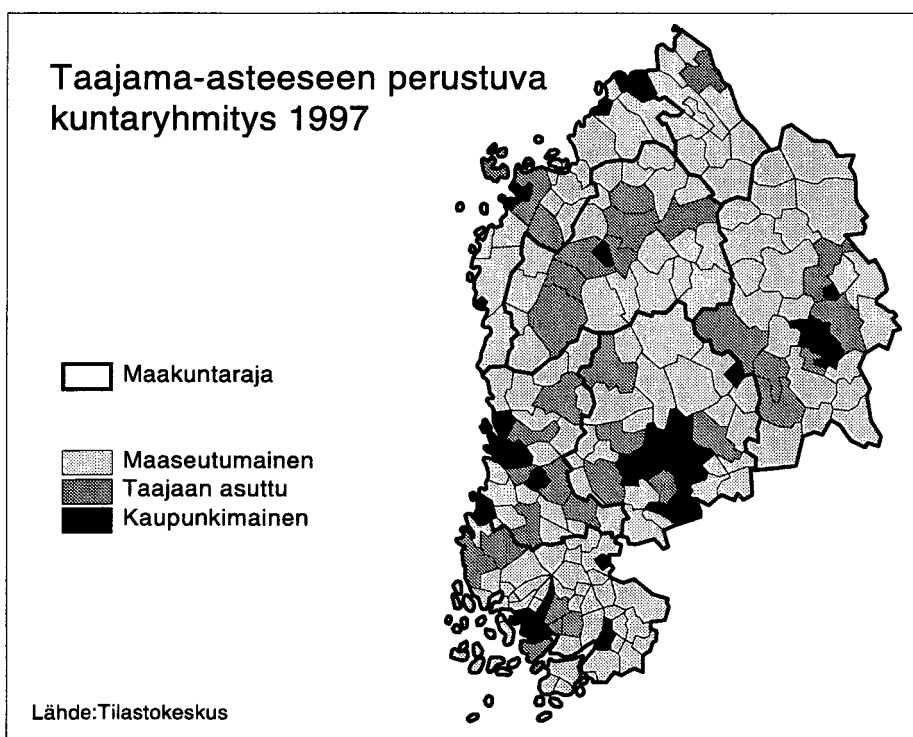 Taajama-asteeseen perustuva
kuntaryhmitys 1997
Maakuntaraja
Maaseutumainen
Taajaan asuttu
Kaupunkimainen
Lähde:Tilastokeskus